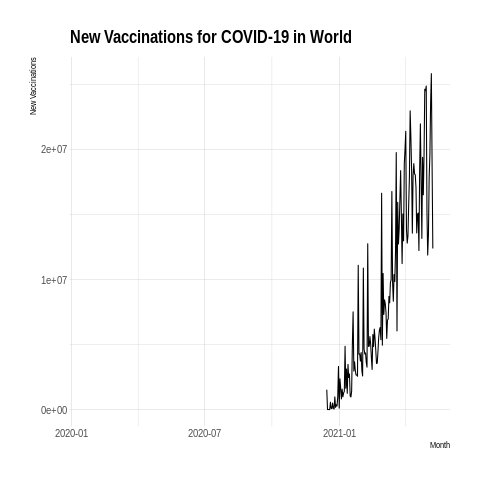 New Vaccinations for COVID-19 in World
New Vaccinations
2e+07
1e+07
0e+00
2020-01 2020-07 2021-01
Month